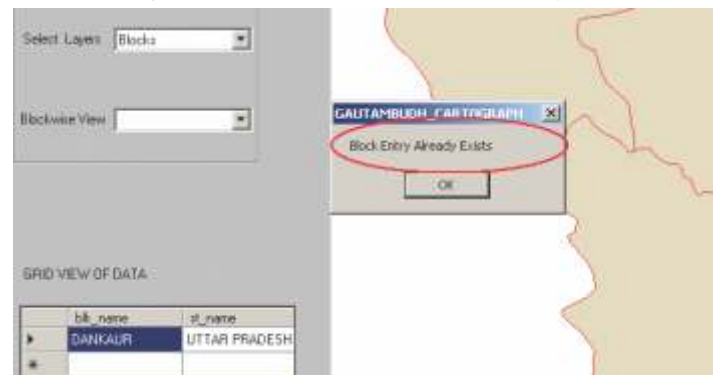 Select Layers Blocks
Blockwise View
GAUTAMBUDH_CARTOGRAPH
Block Entry Already Exists
OK
GRID VIEW OF DATA
blk_name st_name
DANKAUR UTTAR PRADESH